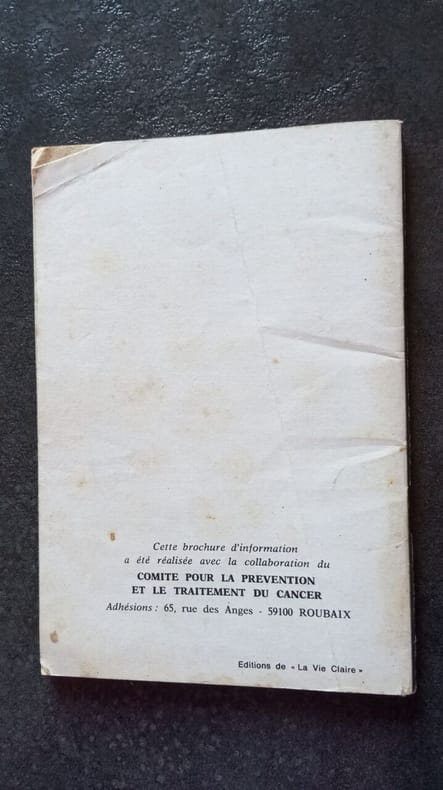 Cette brochure d'information
a été réalisée avec la collaboration du
COMITE POUR LA PREVENTION
ET LE TRAITEMENT DU CANCER
Adhésions : 65, rue des Anges - 59100 ROUBAIX
Editions de « La Vie Claire »